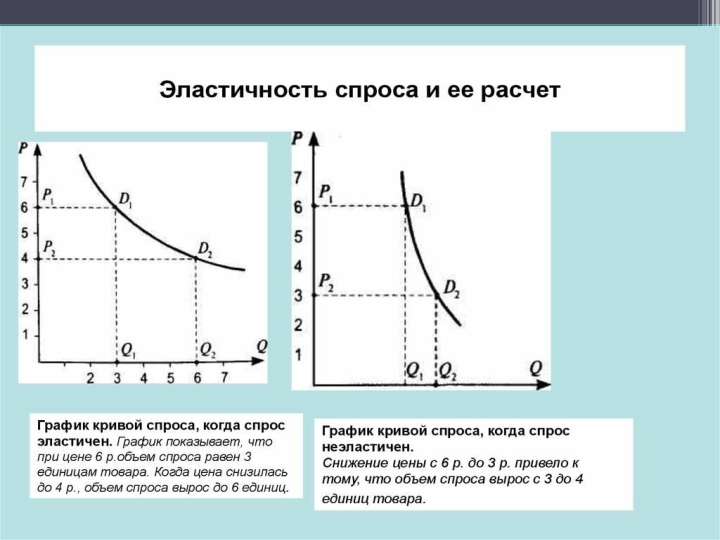 Эластичность спроса и ее расчет
P
7
P₁
D₁
6
5
P₂
D₂
4
3
2
1
Q₁
Q₂
Q
2 3 4 5 6 7
P
7
P₁
D₁
6
5
4
P₂
D₂
3
2
1
Q₁ Q₂
Q
График кривой спроса, когда спрос
эластичен. График показывает, что
при цене 6 р.объем спроса равен 3
единицам товара. Когда цена снизилась
до 4 р., объем спроса вырос до 6 единиц.
График кривой спроса, когда спрос
неэластичен.
Снижение цены с 6 р. до 3 р. привело к
тому, что объем спроса вырос с 3 до 4
единиц товара.